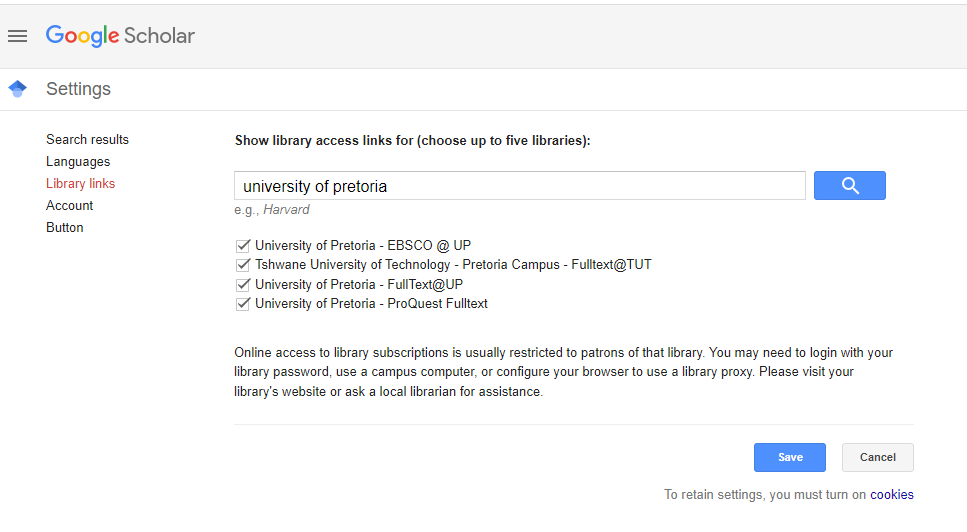 Google Scholar
Settings
Search results
Languages
Library links
Account
Button
Show library access links for (choose up to five libraries):
university of pretoria
e.g., Harvard
University of Pretoria - EBSCO @ UP
Tshwane University of Technology - Pretoria Campus - Fulltext@TUT
University of Pretoria - FullText@UP
University of Pretoria - ProQuest Fulltext
Online access to library subscriptions is usually restricted to patrons of that library. You may need to login with your
library password, use a campus computer, or configure your browser to use a library proxy. Please visit your
library's website or ask a local librarian for assistance.
Save Cancel
To retain settings, you must turn on cookies